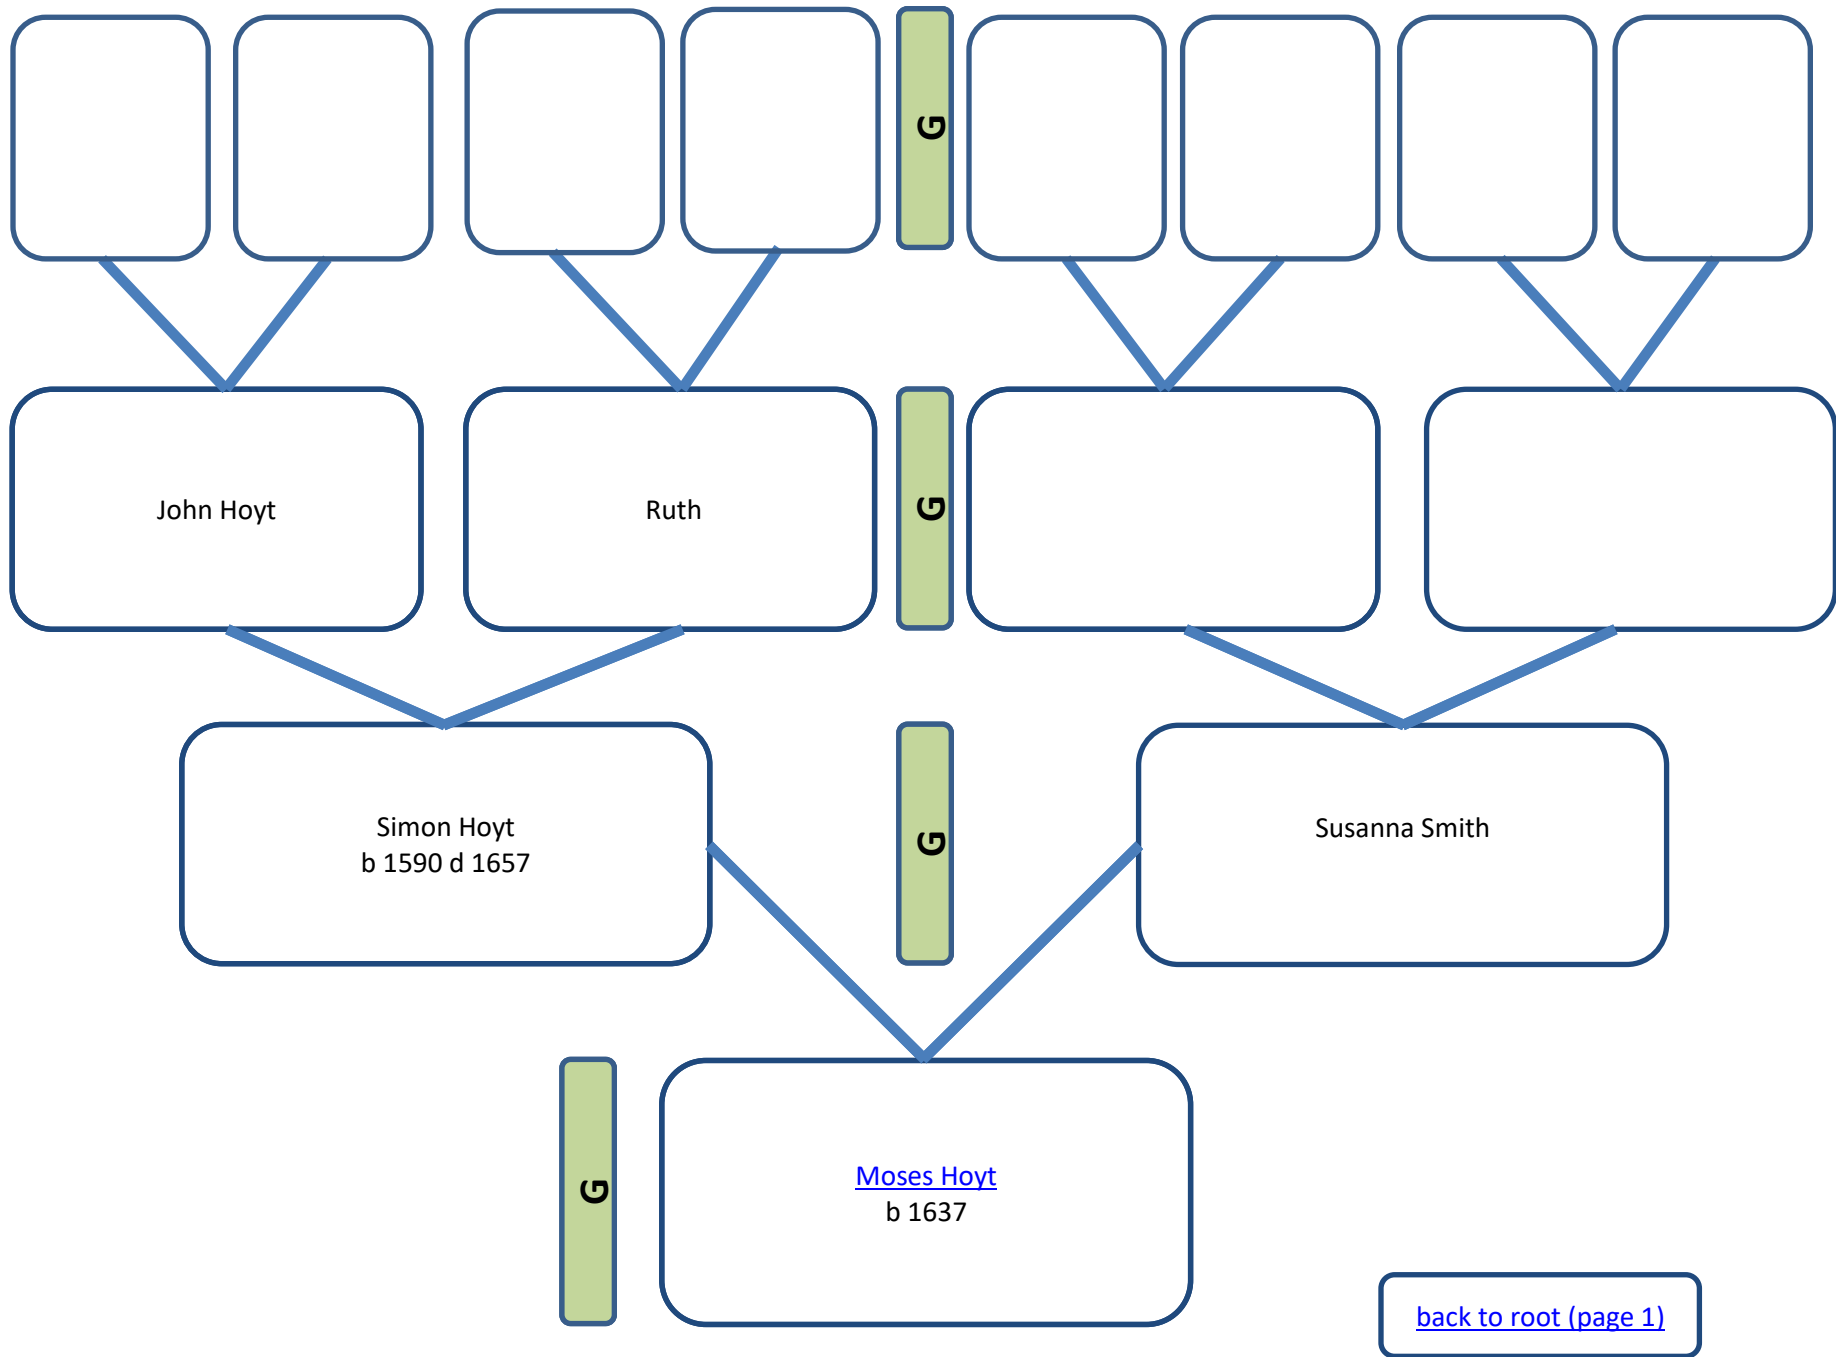 G
John Hoyt
Ruth
G
Simon Hoyt
b 1590 d 1657
G
Susanna Smith
G
Moses Hoyt
b 1637
back to root (page 1)